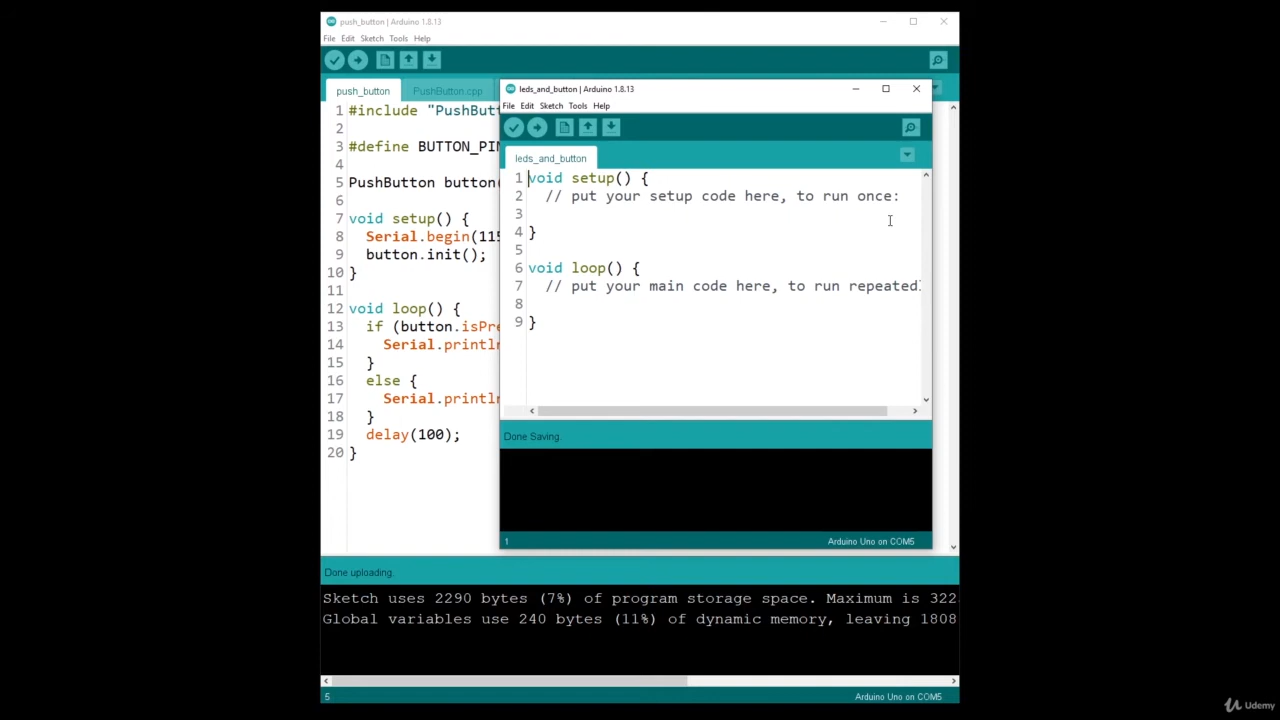 push_button | Arduino 1.8.13
File Edit Sketch Tools Help
push_button PushButton.cpp
1 #include "PushButt
2
3 #define BUTTON_PIN
4
5 PushButton button(
6
7 void setup() {
8 Serial.begin(115
9 button.init();
10 }
11
12 void loop() {
13 if (button.isPre
14 Serial.println
15 }
16 else {
17 Serial.println
18 }
19 delay(100);
20 }
leds_and_button | Arduino 1.8.13
File Edit Sketch Tools Help
leds_and_button
1 void setup() {
2 // put your setup code here, to run once:
3
4 }
5
6 void loop() {
7 // put your main code here, to run repeatedl
8
9 }
Done Saving.
1 Arduino Uno on COM5
Done uploading.
Sketch uses 2290 bytes (7%) of program storage space. Maximum is 322
Global variables use 240 bytes (11%) of dynamic memory, leaving 1808
5 Arduino Uno on COM5
Udemy